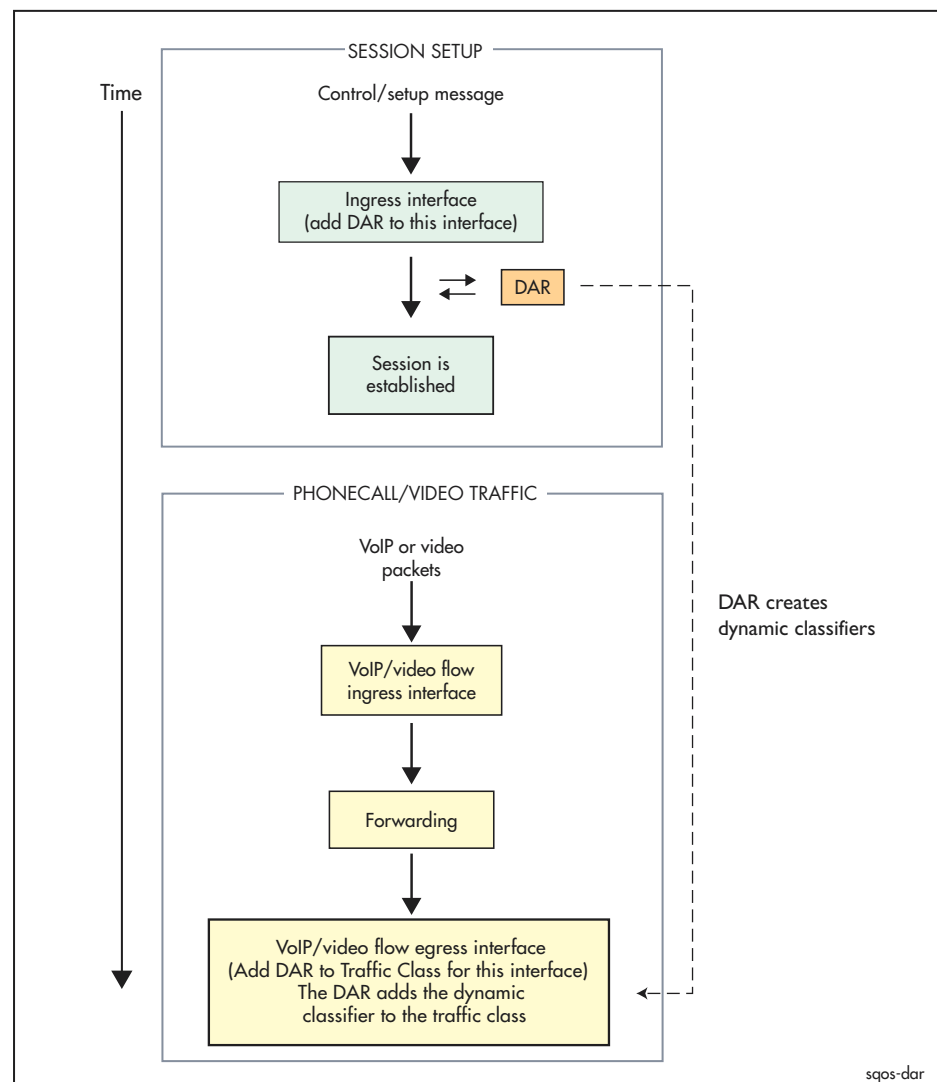 SESSION SETUP
Time
Control/setup message
Ingress interface
(add DAR to this interface)
DAR
Session is
established
PHONECALL/VIDEO TRAFFIC
VoIP or video
packets
DAR creates
dynamic classifiers
VoIP/video flow
ingress interface
Forwarding
VoIP/video flow egress interface
(Add DAR to Traffic Class for this interface)
The DAR adds the dynamic
classifier to the traffic class
sqos-dar